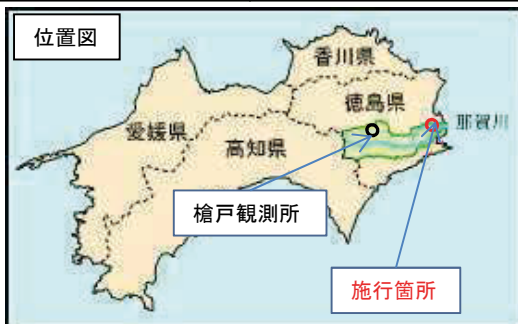 位置図
香川県
徳島県
那賀川
愛媛県
高知県
槍戸観測所
施行箇所